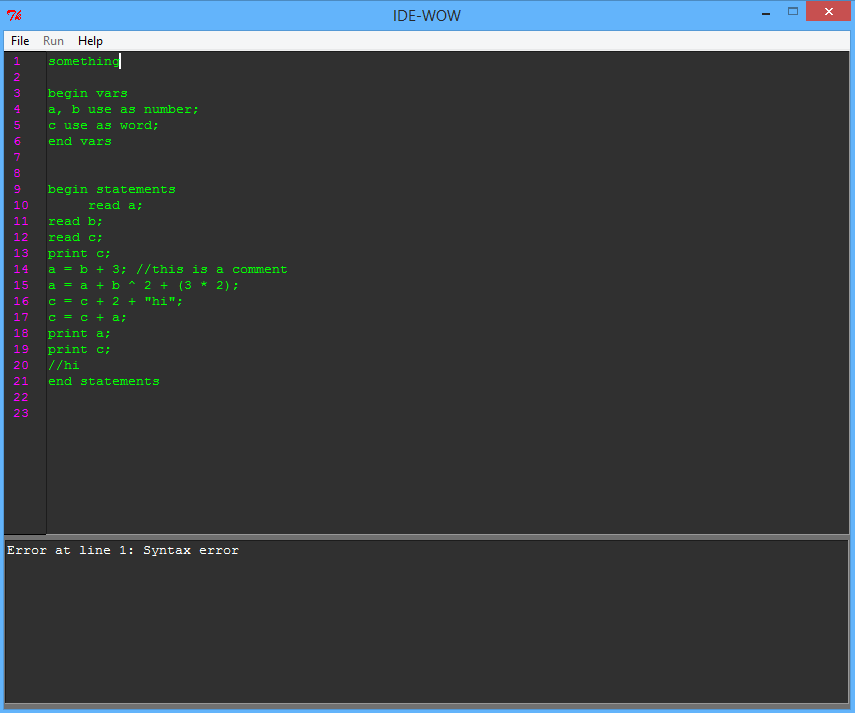 IDE-WOW
File Run Help
1 something
2
3 begin vars
4 a, b use as number;
5 c use as word;
6 end vars
7
8
9 begin statements
10 read a;
11 read b;
12 read c;
13 print c;
14 a = b + 3; //this is a comment
15 a = a + b ^ 2 + (3 * 2);
16 c = c + 2 + "hi";
17 c = c + a;
18 print a;
19 print c;
20 //hi
21 end statements
22
23
Error at line 1: Syntax error